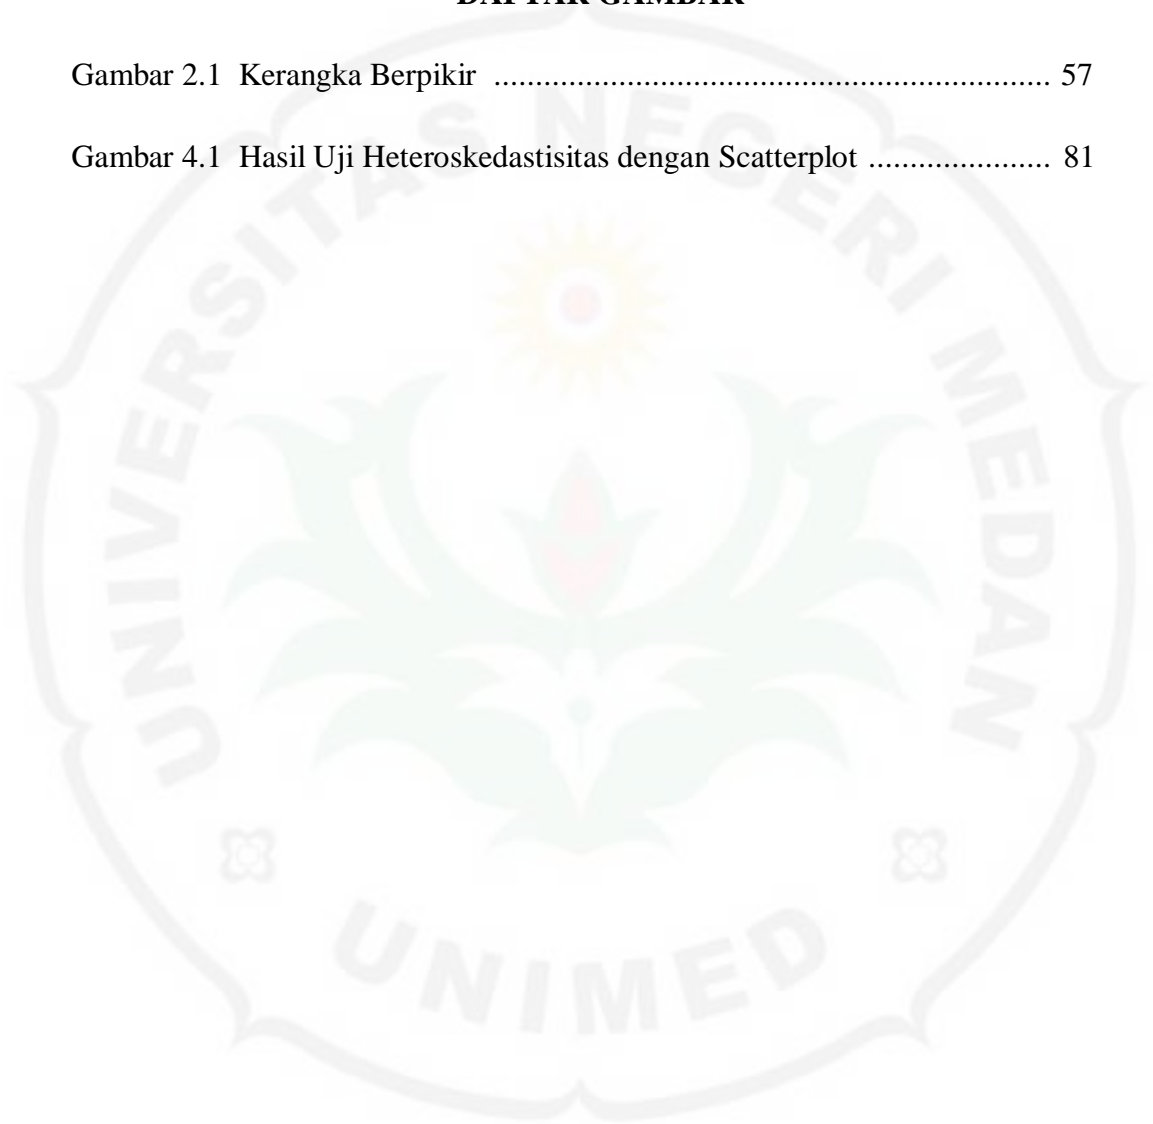 DAFTAR GAMBAR
Gambar 2.1 Kerangka Berpikir .................................................................... 57
Gambar 4.1 Hasil Uji Heteroskedastisitas dengan Scatterplot ...................... 81
UNIVERSITAS NEGERI MEDAN
UNIMED